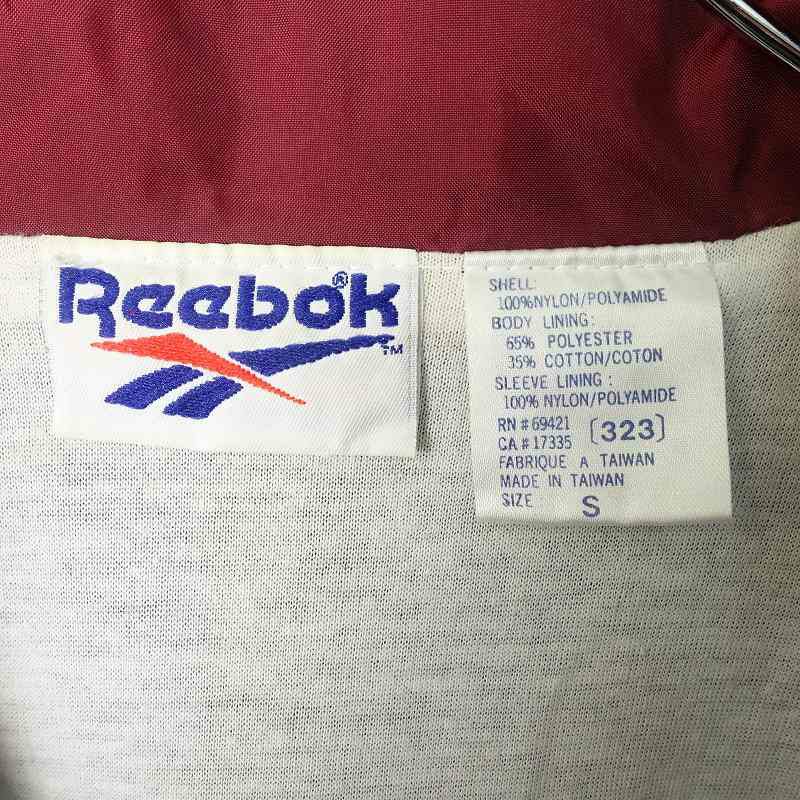 Reebok®
TM
SHELL:
100%NYLON/POLYAMIDE
BODY LINING:
65% POLYESTER
35% COTTON/COTON
SLEEVE LINING:
100% NYLON/POLYAMIDE
RN # 69421 [323]
CA # 17335
FABRIQUE A TAIWAN
MADE IN TAIWAN
SIZE S